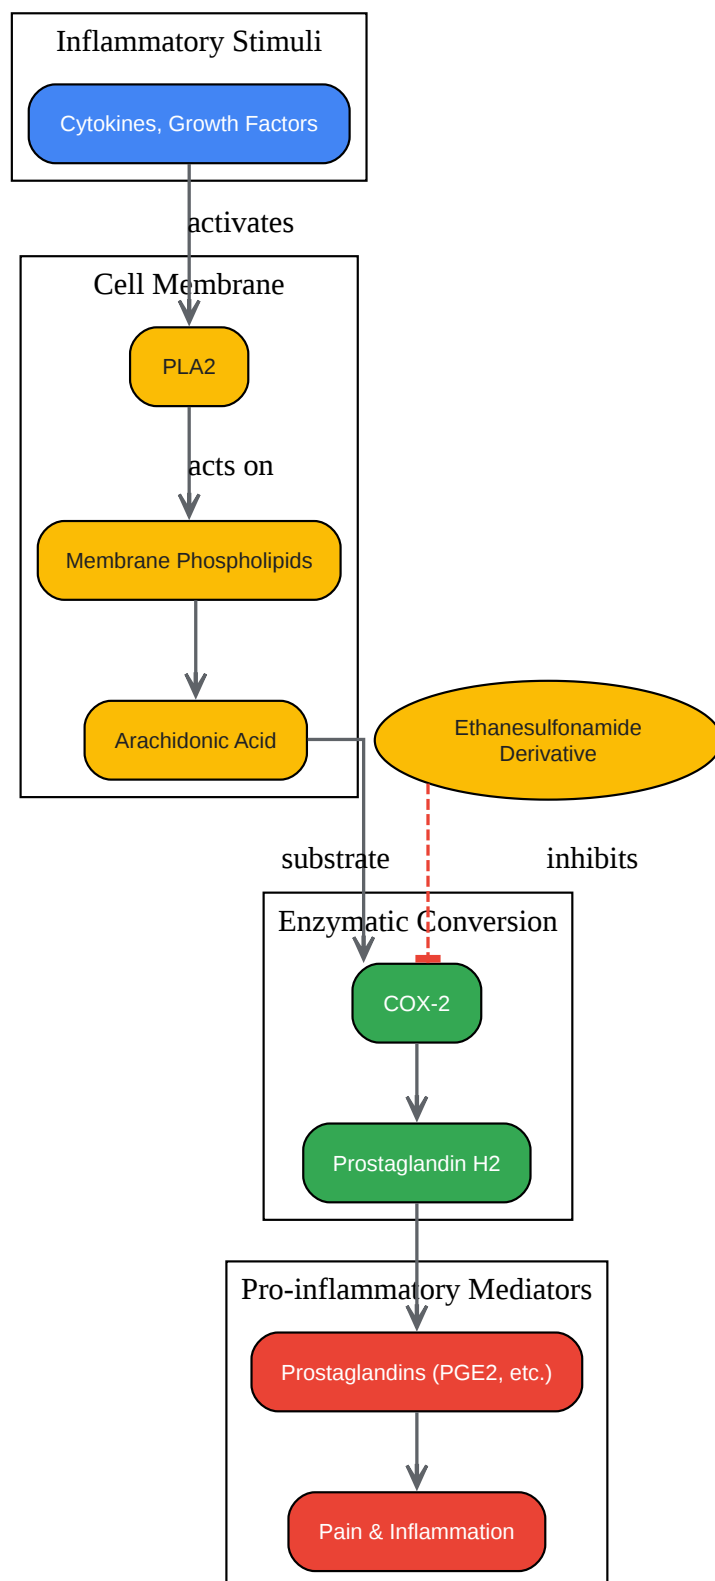 Inflammatory Stimuli
Cytokines, Growth Factors
activates
Cell Membrane
PLA2
acts on
Membrane Phospholipids
Arachidonic Acid
Ethanesulfonamide
Derivative
substrate
inhibits
Enzymatic Conversion
COX-2
Prostaglandin H2
Pro-inflammatory Mediators
Prostaglandins (PGE2, etc.)
Pain & Inflammation